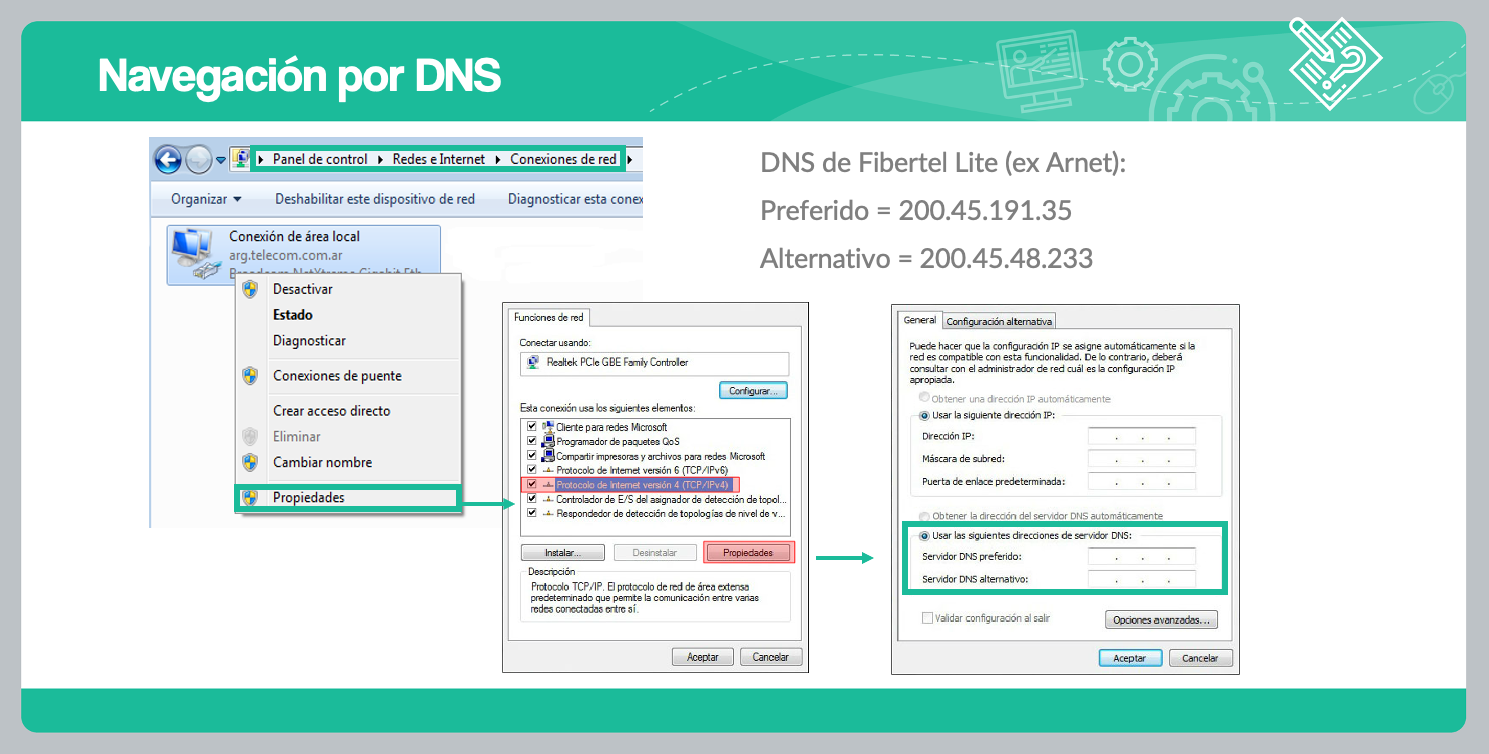 Navegación por DNS
Panel de control
Redes e Internet
Conexiones de red
Organizar
Deshabilitar este dispositivo de red
Diagnosticar esta conex
Conexión de área local
arg.telecom.com.ar
Broadcom NetXtreme Gigabit Eth
Desactivar
Estado
Diagnosticar
Conexiones de puente
Crear acceso directo
Eliminar
Cambiar nombre
Propiedades
DNS de Fibertel Lite (ex Arnet):
Preferido = 200.45.191.35
Alternativo = 200.45.48.233
Funciones de red
Conectar usando:
Realtek PCIe GBE Family Controller
Configurar...
Esta conexión usa los siguientes elementos:
Cliente para redes Microsoft
Programador de paquetes QoS
Compartir impresoras y archivos para redes Microsoft
Protocolo de Internet versión 6 (TCP/IPv6)
Protocolo de Internet versión 4 (TCP/IPv4)
Controlador de E/S del asignador de detección de topol...
Respondedor de detección de topologías de nivel de v...
Instalar...
Desinstalar
Propiedades
Descripción
Protocolo TCP/IP. El protocolo de red de área extensa
predeterminado que permite la comunicación entre varias
redes conectadas entre sí.
Aceptar
Cancelar
General
Configuración alternativa
Puede hacer que la configuración IP se asigne automáticamente si la
red es compatible con esta funcionalidad. De lo contrario, deberá
consultar con el administrador de red cuál es la configuración IP
apropiada.
Obtener una dirección IP automáticamente
Usar la siguiente dirección IP:
Dirección IP:
Máscara de subred:
Puerta de enlace predeterminada:
Obtener la dirección del servidor DNS automáticamente
Usar las siguientes direcciones de servidor DNS:
Servidor DNS preferido:
Servidor DNS alternativo:
Validar configuración al salir
Opciones avanzadas...
Aceptar
Cancelar